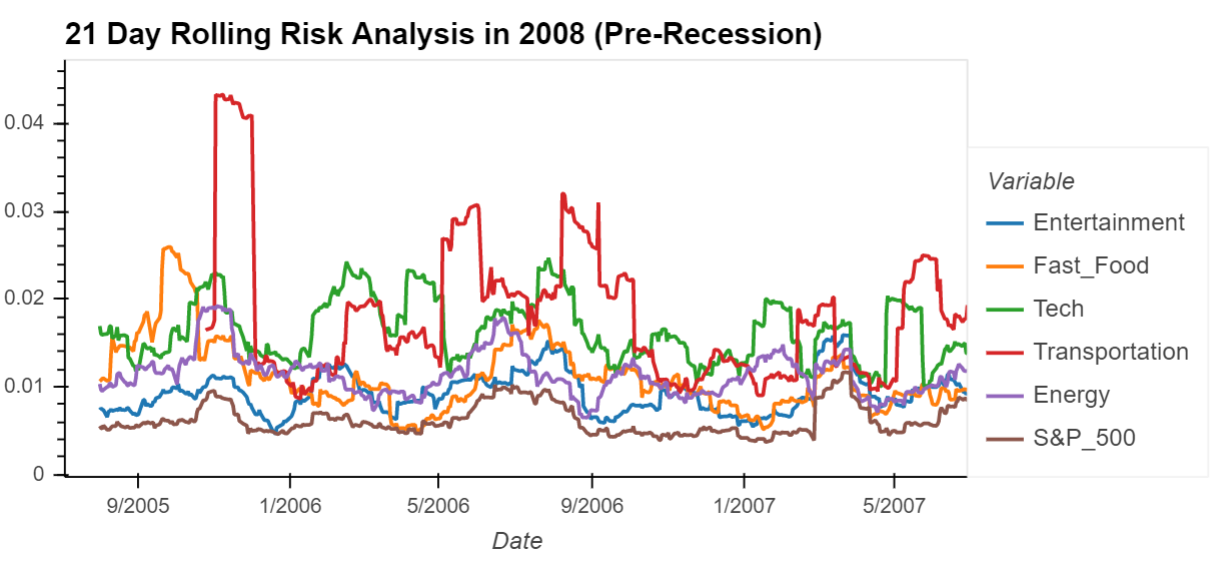 21 Day Rolling Risk Analysis in 2008 (Pre-Recession)
0.04
0.03
0.02
0.01
0
9/2005 1/2006 5/2006 9/2006 1/2007 5/2007
Date
Variable
Entertainment
Fast_Food
Tech
Transportation
Energy
S&P_500